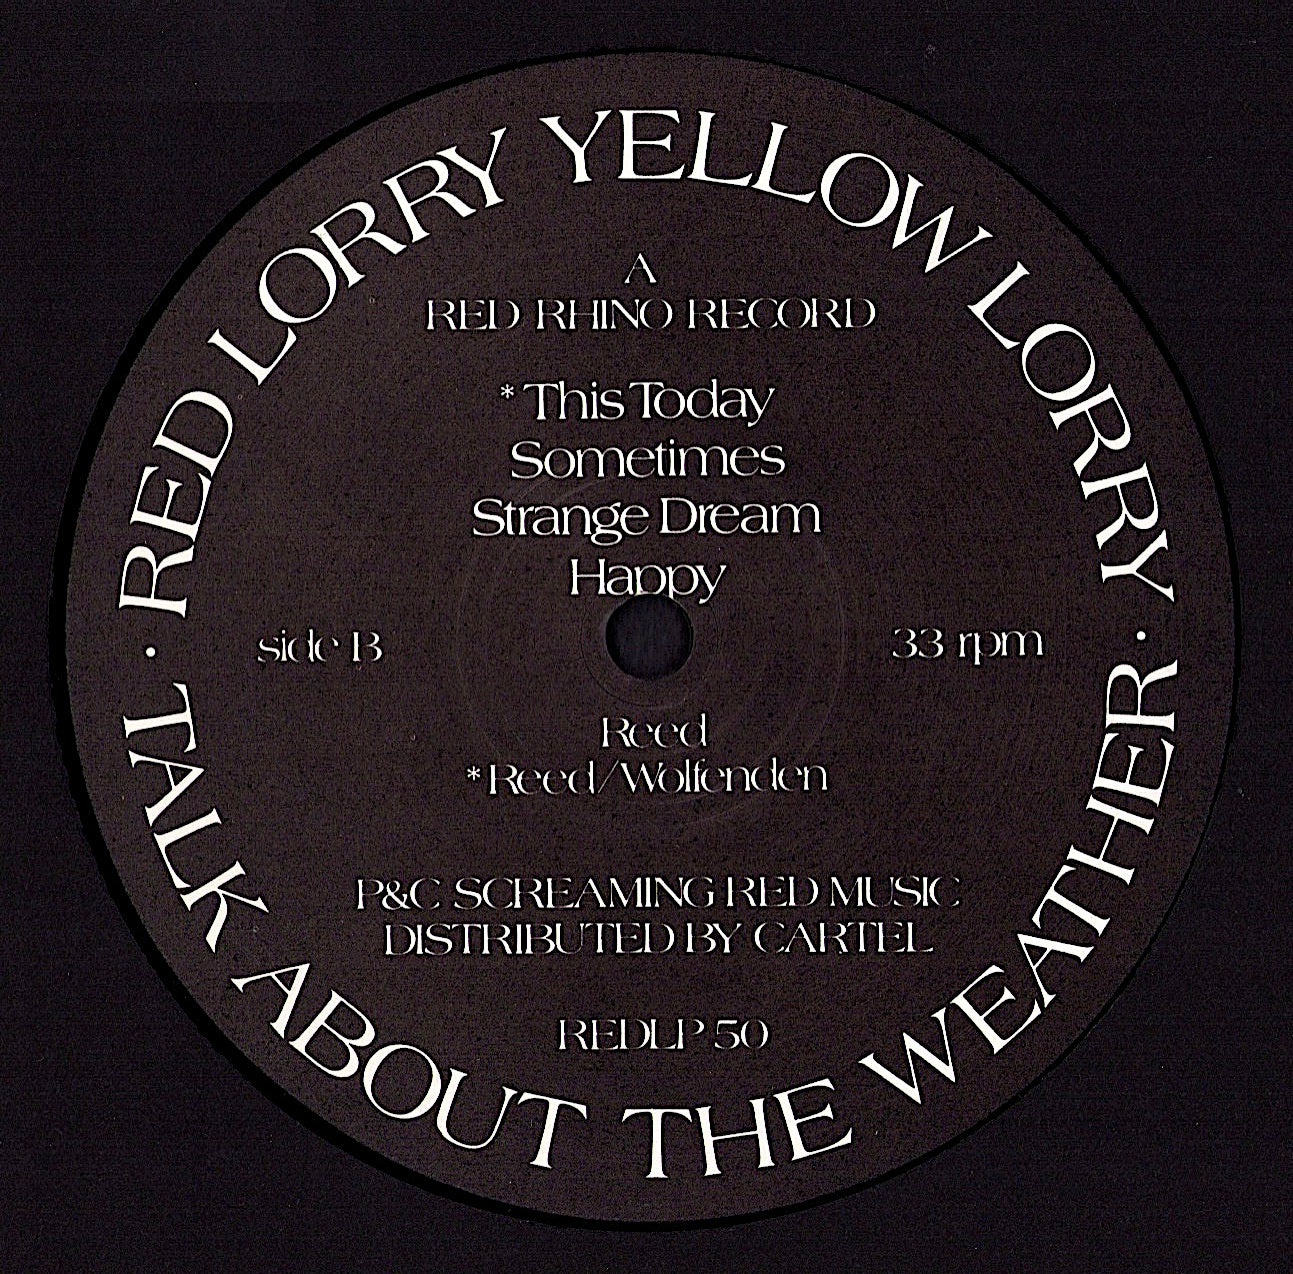 RED LORRY YELLOW LORRY
A
RED RHINO RECORD
* This Today
Sometimes
Strange Dream
Happy
side B
33 rpm
Reed
* Reed/Wolfenden
P&C SCREAMING RED MUSIC
DISTRIBUTED BY CARTEL
REDLP 50
· TALK ABOUT THE WEATHER ·